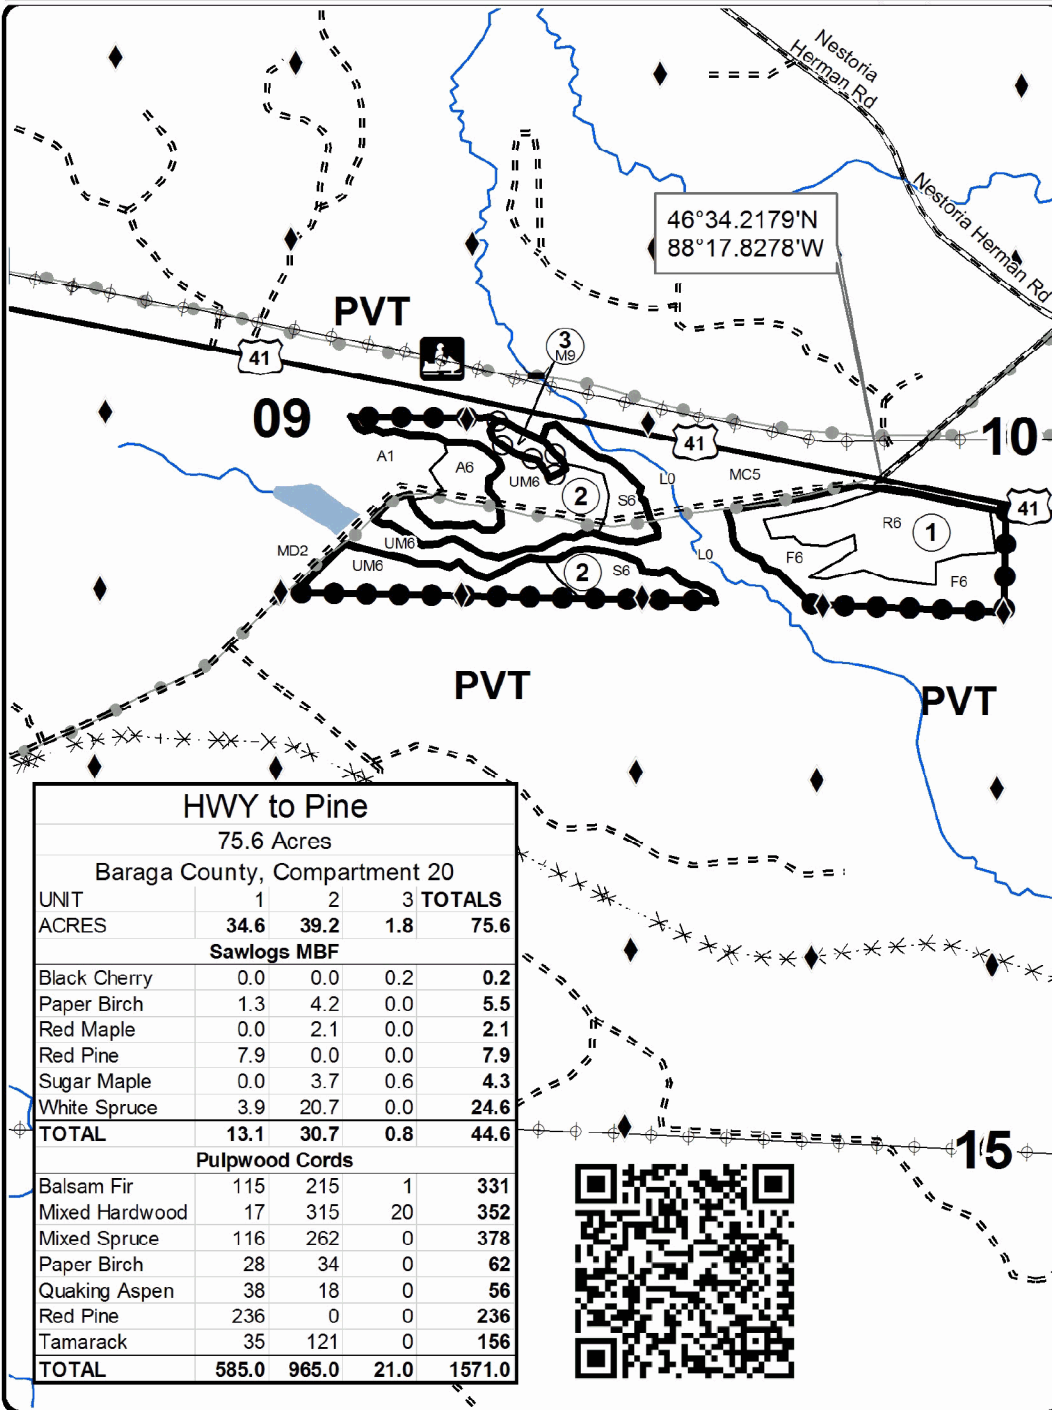 Nestoria
Herman Rd
Nestoria Herman Rd
46°34.2179'N
88°17.8278'W
PVT
3
M9
41
09
41
10
A1
A6
UM6
2
S6
L0
MC5
41
R6
1
MD2
UM6
UM6
2
S6
L0
F6
F6
PVT
PVT
HWY to Pine
75.6 Acres
Baraga County, Compartment 20
UNIT 1 2 3 TOTALS
ACRES 34.6 39.2 1.8 75.6
Sawlogs MBF
Black Cherry 0.0 0.0 0.2 0.2
Paper Birch 1.3 4.2 0.0 5.5
Red Maple 0.0 2.1 0.0 2.1
Red Pine 7.9 0.0 0.0 7.9
Sugar Maple 0.0 3.7 0.6 4.3
White Spruce 3.9 20.7 0.0 24.6
TOTAL 13.1 30.7 0.8 44.6
Pulpwood Cords
Balsam Fir 115 215 1 331
Mixed Hardwood 17 315 20 352
Mixed Spruce 116 262 0 378
Paper Birch 28 34 0 62
Quaking Aspen 38 18 0 56
Red Pine 236 0 0 236
Tamarack 35 121 0 156
TOTAL 585.0 965.0 21.0 1571.0
15